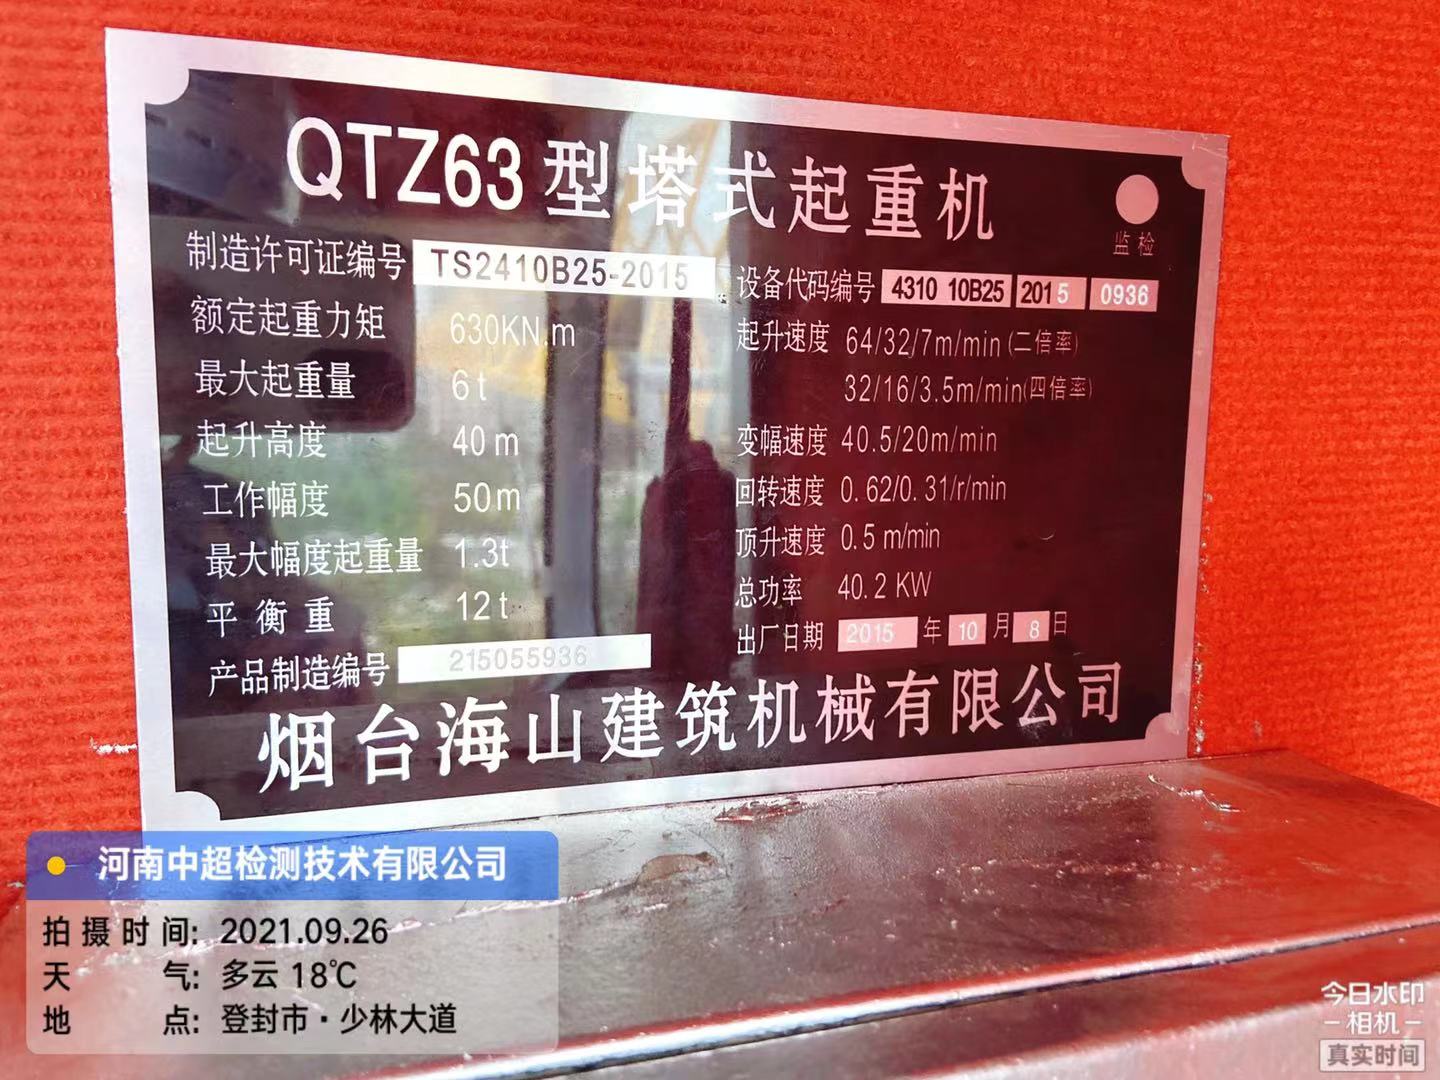 QTZ63型塔式起重机
监检
制造许可证编号 TS2410B25-2015
额定起重力矩 630KN.m
最大起重量 6t
起升高度 40m
工作幅度 50m
最大幅度起重量 1.3t
平衡重 12t
产品制造编号 215055936
设备代码编号 4310 10B25 2015 0936
起升速度 64/32/7m/min(二倍率)
32/16/3.5m/min(四倍率)
变幅速度 40.5/20m/min
回转速度 0.62/0.31/r/min
顶升速度 0.5 m/min
总功率 40.2 KW
出厂日期 2015 年 10 月 8 日
烟台海山建筑机械有限公司
河南中超检测技术有限公司
拍摄时间: 2021.09.26
天气: 多云 18℃
地点: 登封市·少林大道
今日水印
-相机-
真实时间